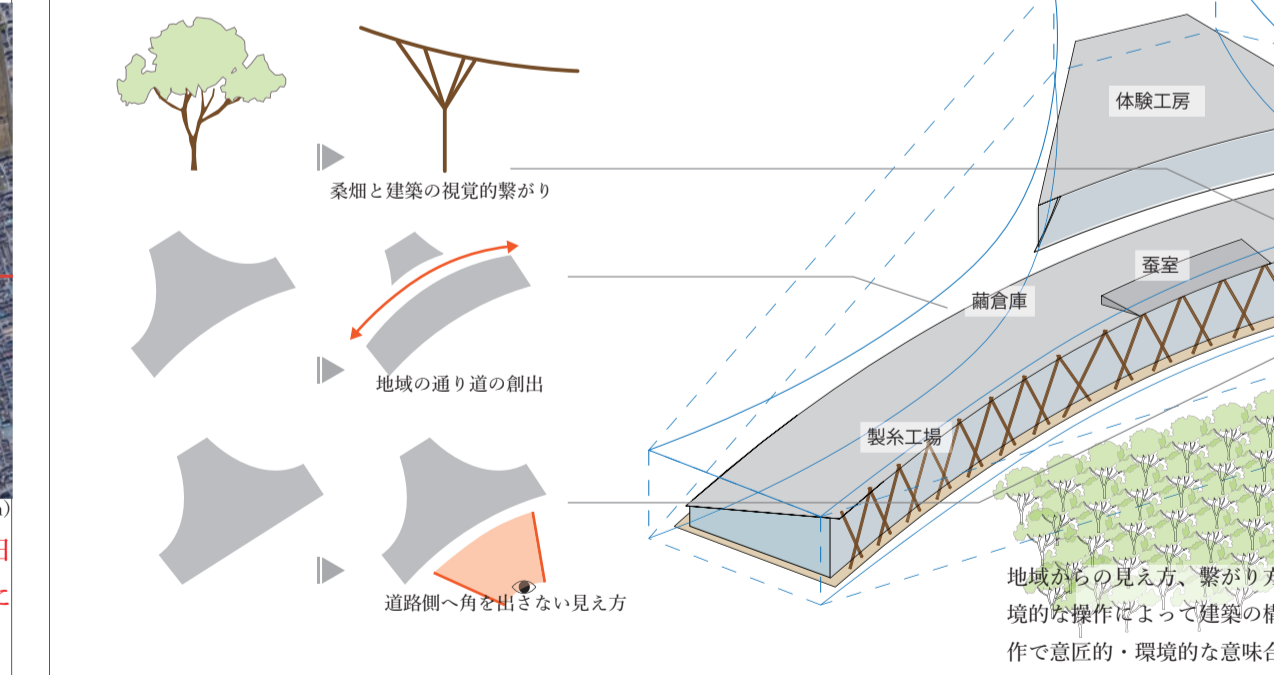 桑畑と建築の視覚的繋がり
地域の通り道の創出
道路側へ角を出さない見え方
体験工房
蚕室
繭倉庫
製糸工場
地域からの見え方、繋がり方
境的な操作によって建築の構
作で意匠的・環境的な意味合